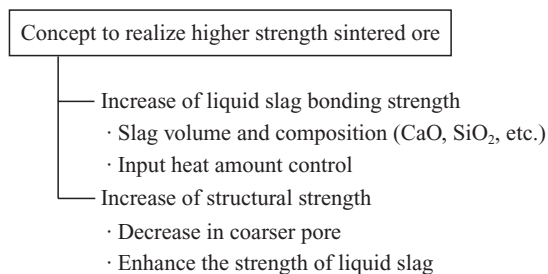 Concept to realize higher strength sintered ore
Increase of liquid slag bonding strength
· Slag volume and composition (CaO, SiO₂, etc.)
· Input heat amount control
Increase of structural strength
· Decrease in coarser pore
· Enhance the strength of liquid slag